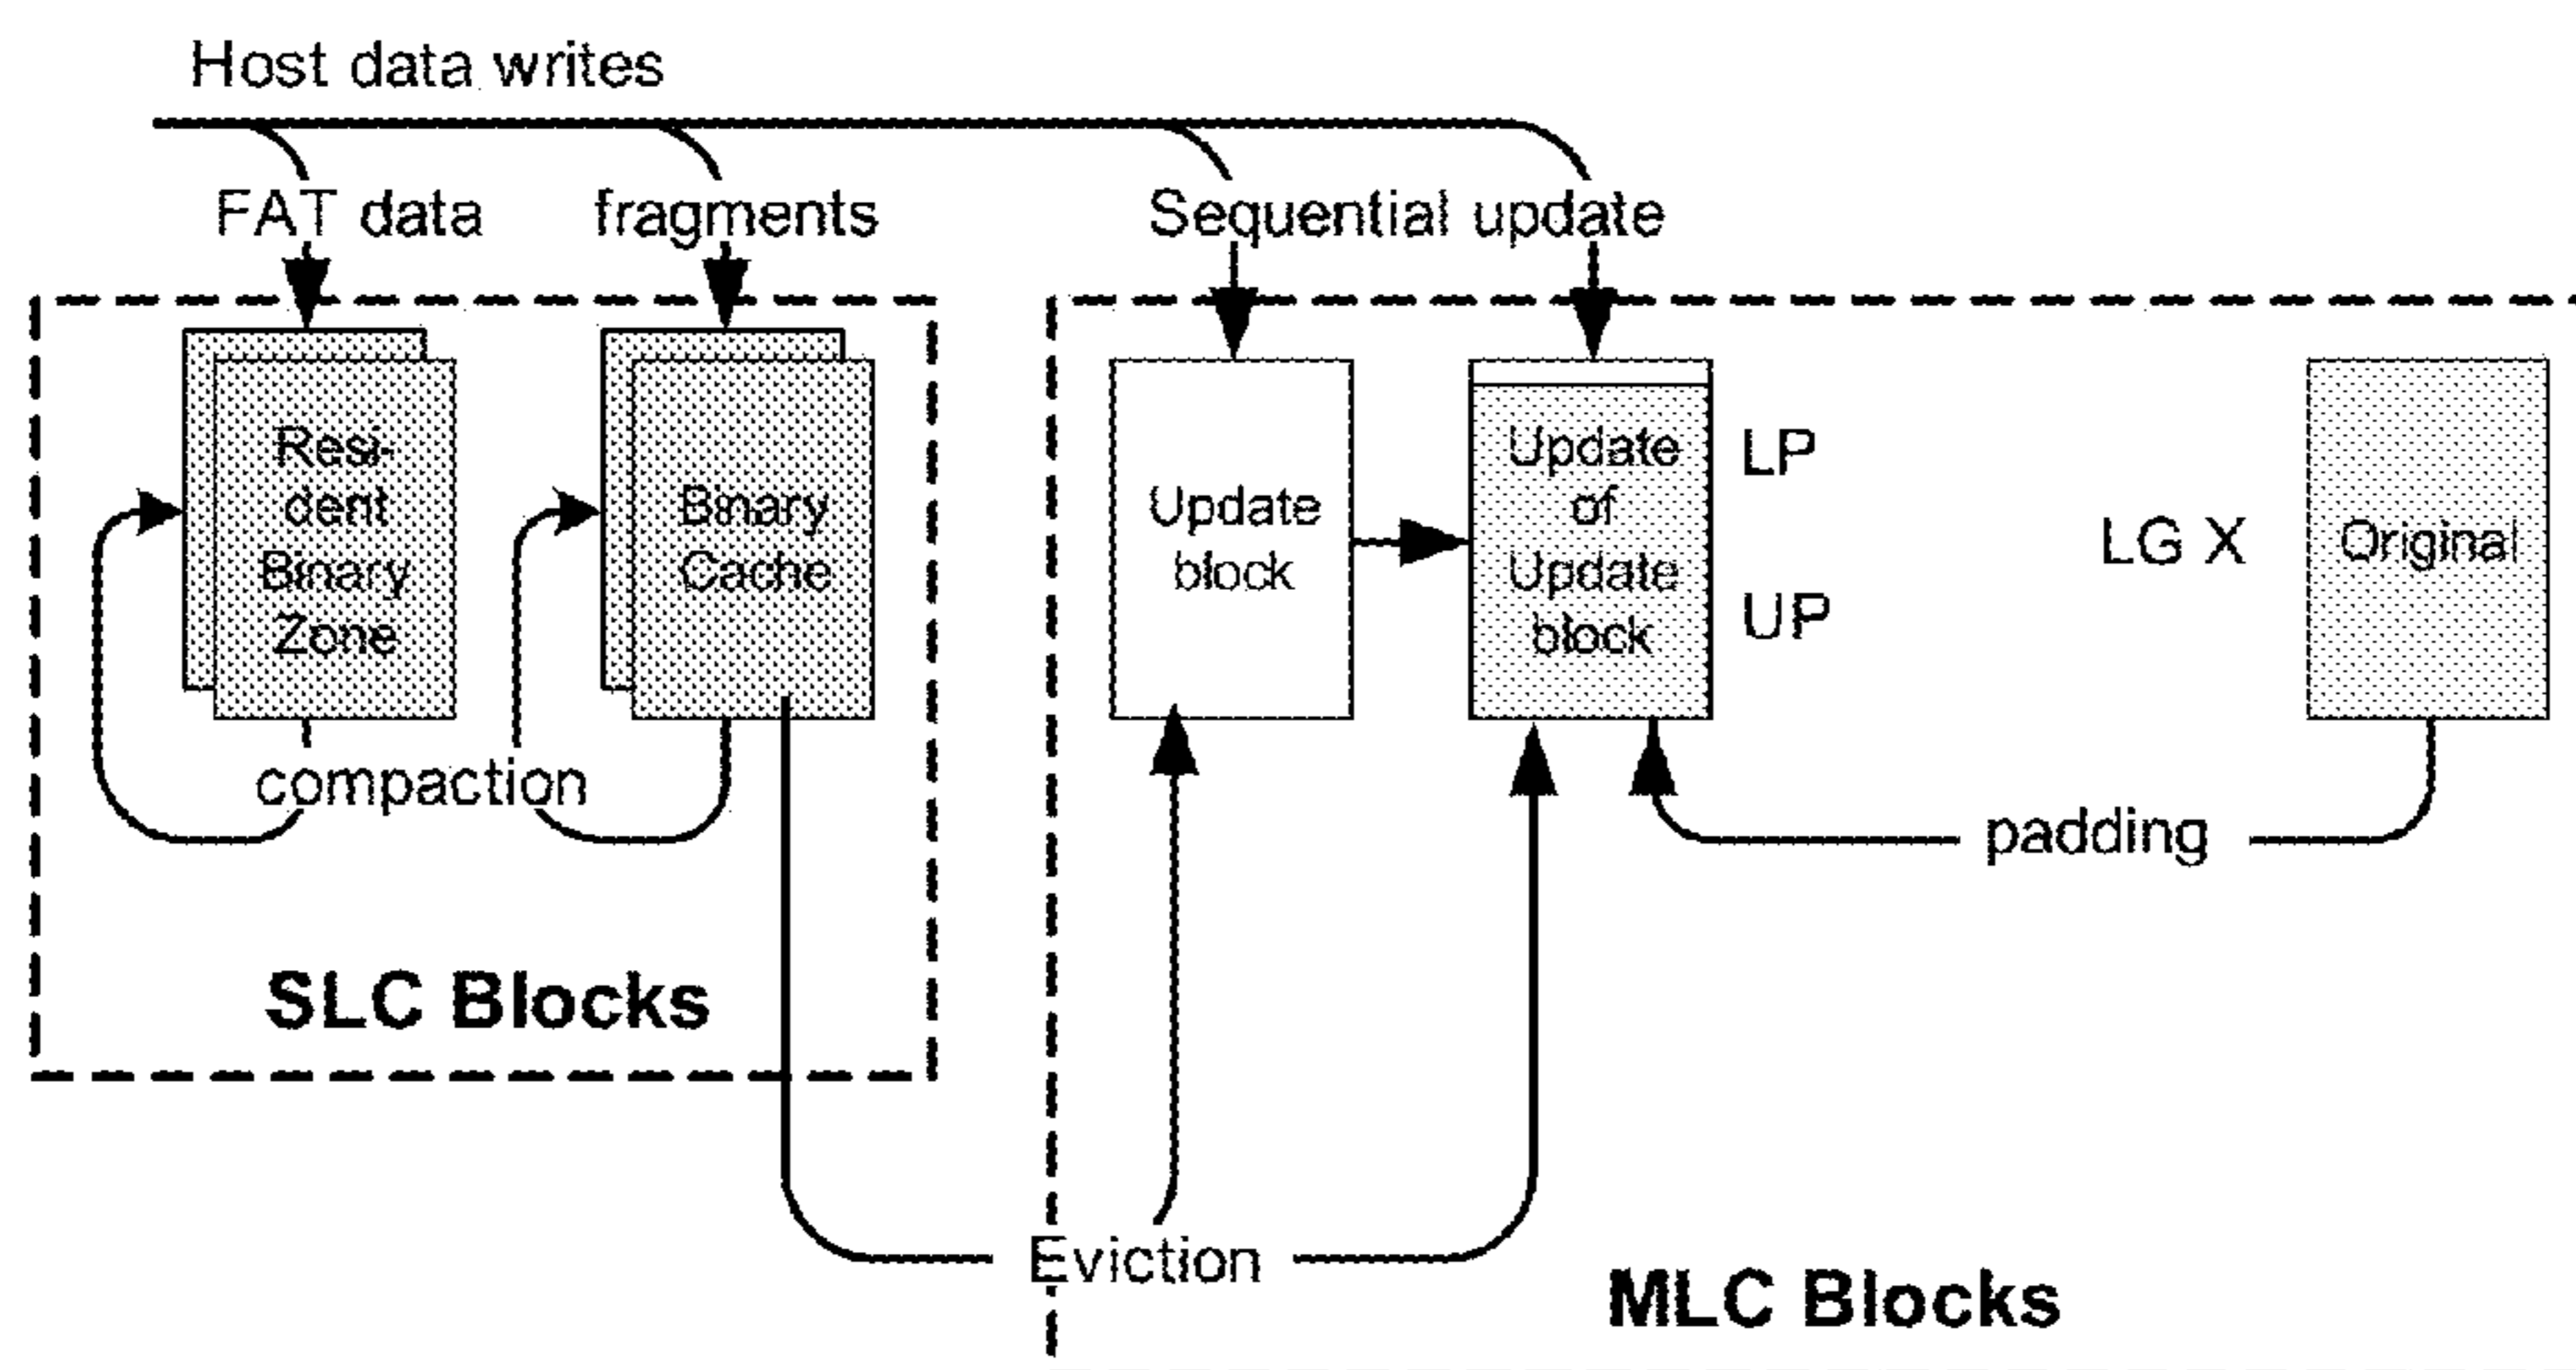 Host data writes
FAT data
fragments
Sequential update
Resi-
dent
Binary
Zone
Binary
Cache
Update
block
Update
of
Update
block
LP
UP
LG X
Original
compaction
padding
SLC Blocks
Eviction
MLC Blocks